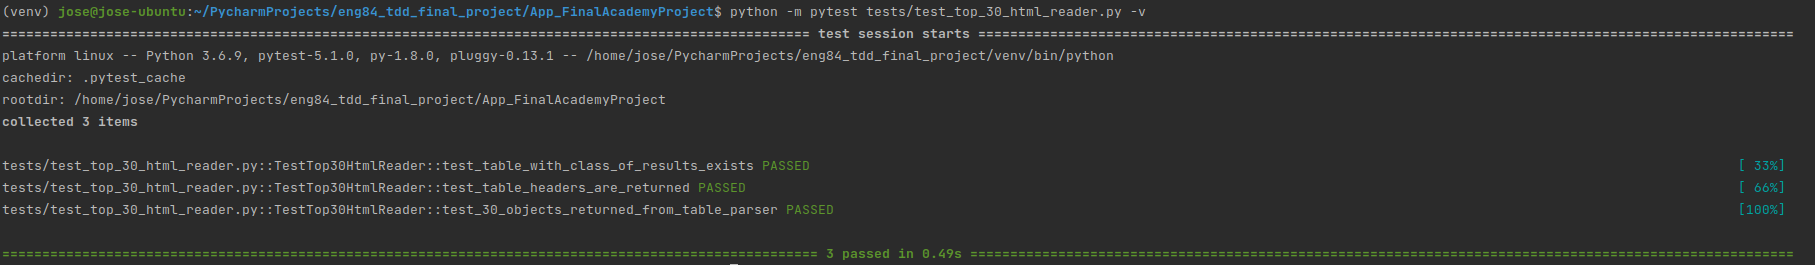 (venv) jose@jose-ubuntu:~/PycharmProjects/eng84_tdd_final_project/App_FinalAcademyProject$ python -m pytest tests/test_top_30_html_reader.py -v
============================= test session starts =============================
platform linux -- Python 3.6.9, pytest-5.1.0, py-1.8.0, pluggy-0.13.1 -- /home/jose/PycharmProjects/eng84_tdd_final_project/venv/bin/python
cachedir: .pytest_cache
rootdir: /home/jose/PycharmProjects/eng84_tdd_final_project/App_FinalAcademyProject
collected 3 items
tests/test_top_30_html_reader.py::TestTop30HtmlReader::test_table_with_class_of_results_exists PASSED [ 33%]
tests/test_top_30_html_reader.py::TestTop30HtmlReader::test_table_headers_are_returned PASSED [ 66%]
tests/test_top_30_html_reader.py::TestTop30HtmlReader::test_30_objects_returned_from_table_parser PASSED [100%]
============================= 3 passed in 0.49s =============================